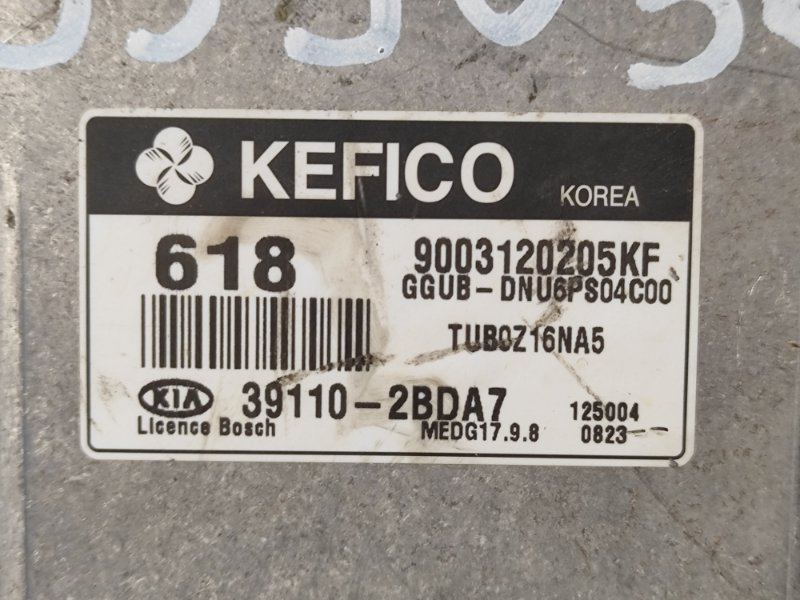 KEFICO KOREA
618 9003120205KF
GGUB-DNU6PS04C00
TUB0Z16NA5
KIA 39110-2BDA7 125004
Licence Bosch MEDG17.9.8 0823